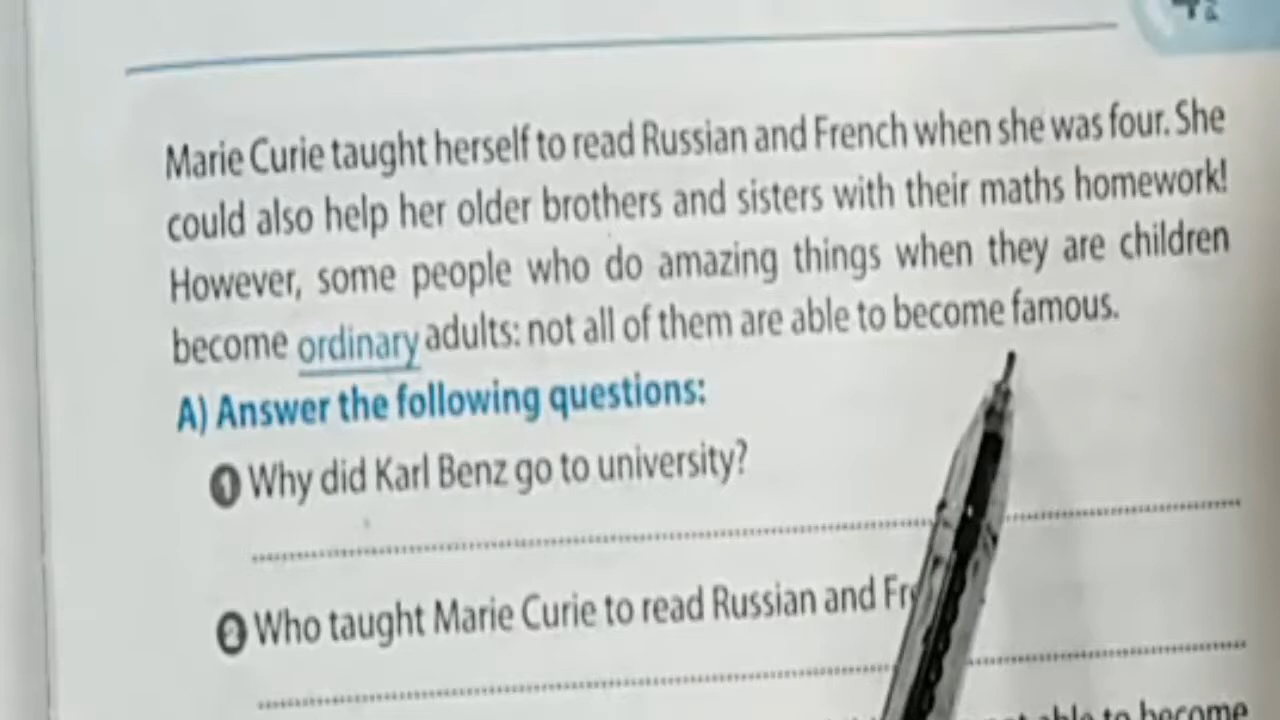 Marie Curie taught herself to read Russian and French when she was four. She
could also help her older brothers and sisters with their maths homework!
However, some people who do amazing things when they are children
become ordinary adults: not all of them are able to become famous.
A) Answer the following questions:
1 Why did Karl Benz go to university?
2 Who taught Marie Curie to read Russian and
able to become